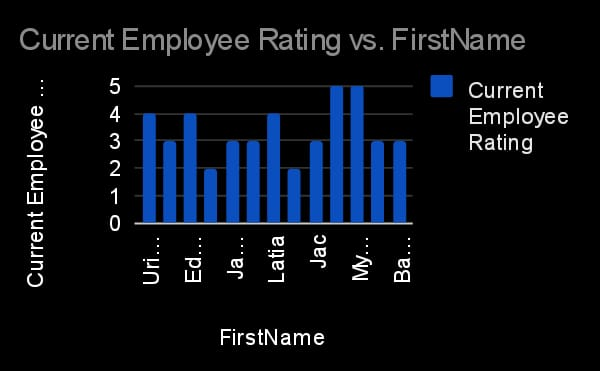 Current Employee Rating vs. FirstName
Current Employee ...
5
4
3
2
1
0
Uri...
Ed...
Ja...
Latia
Jac
My...
Ba...
FirstName
Current
Employee
Rating